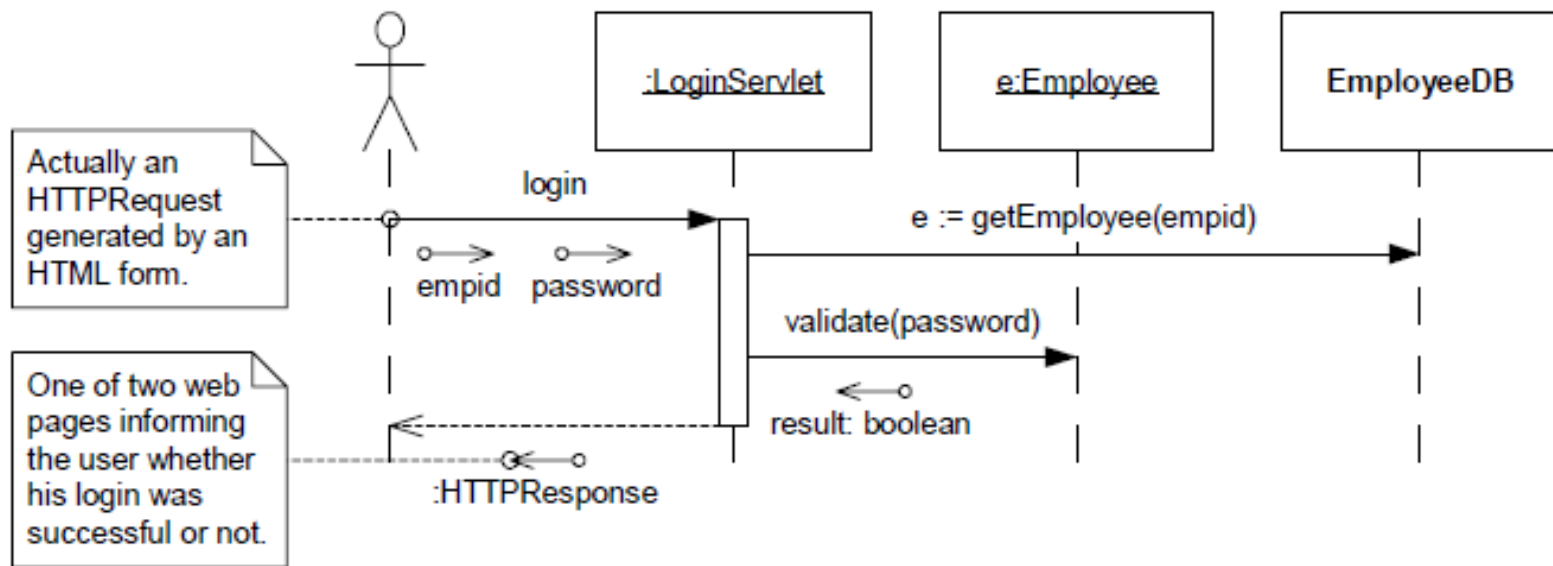 :LoginServlet
e:Employee
EmployeeDB
Actually an
HTTPRequest
generated by an
HTML form.
login
empid
password
e := getEmployee(empid)
validate(password)
result: boolean
One of two web
pages informing
the user whether
his login was
successful or not.
:HTTPResponse